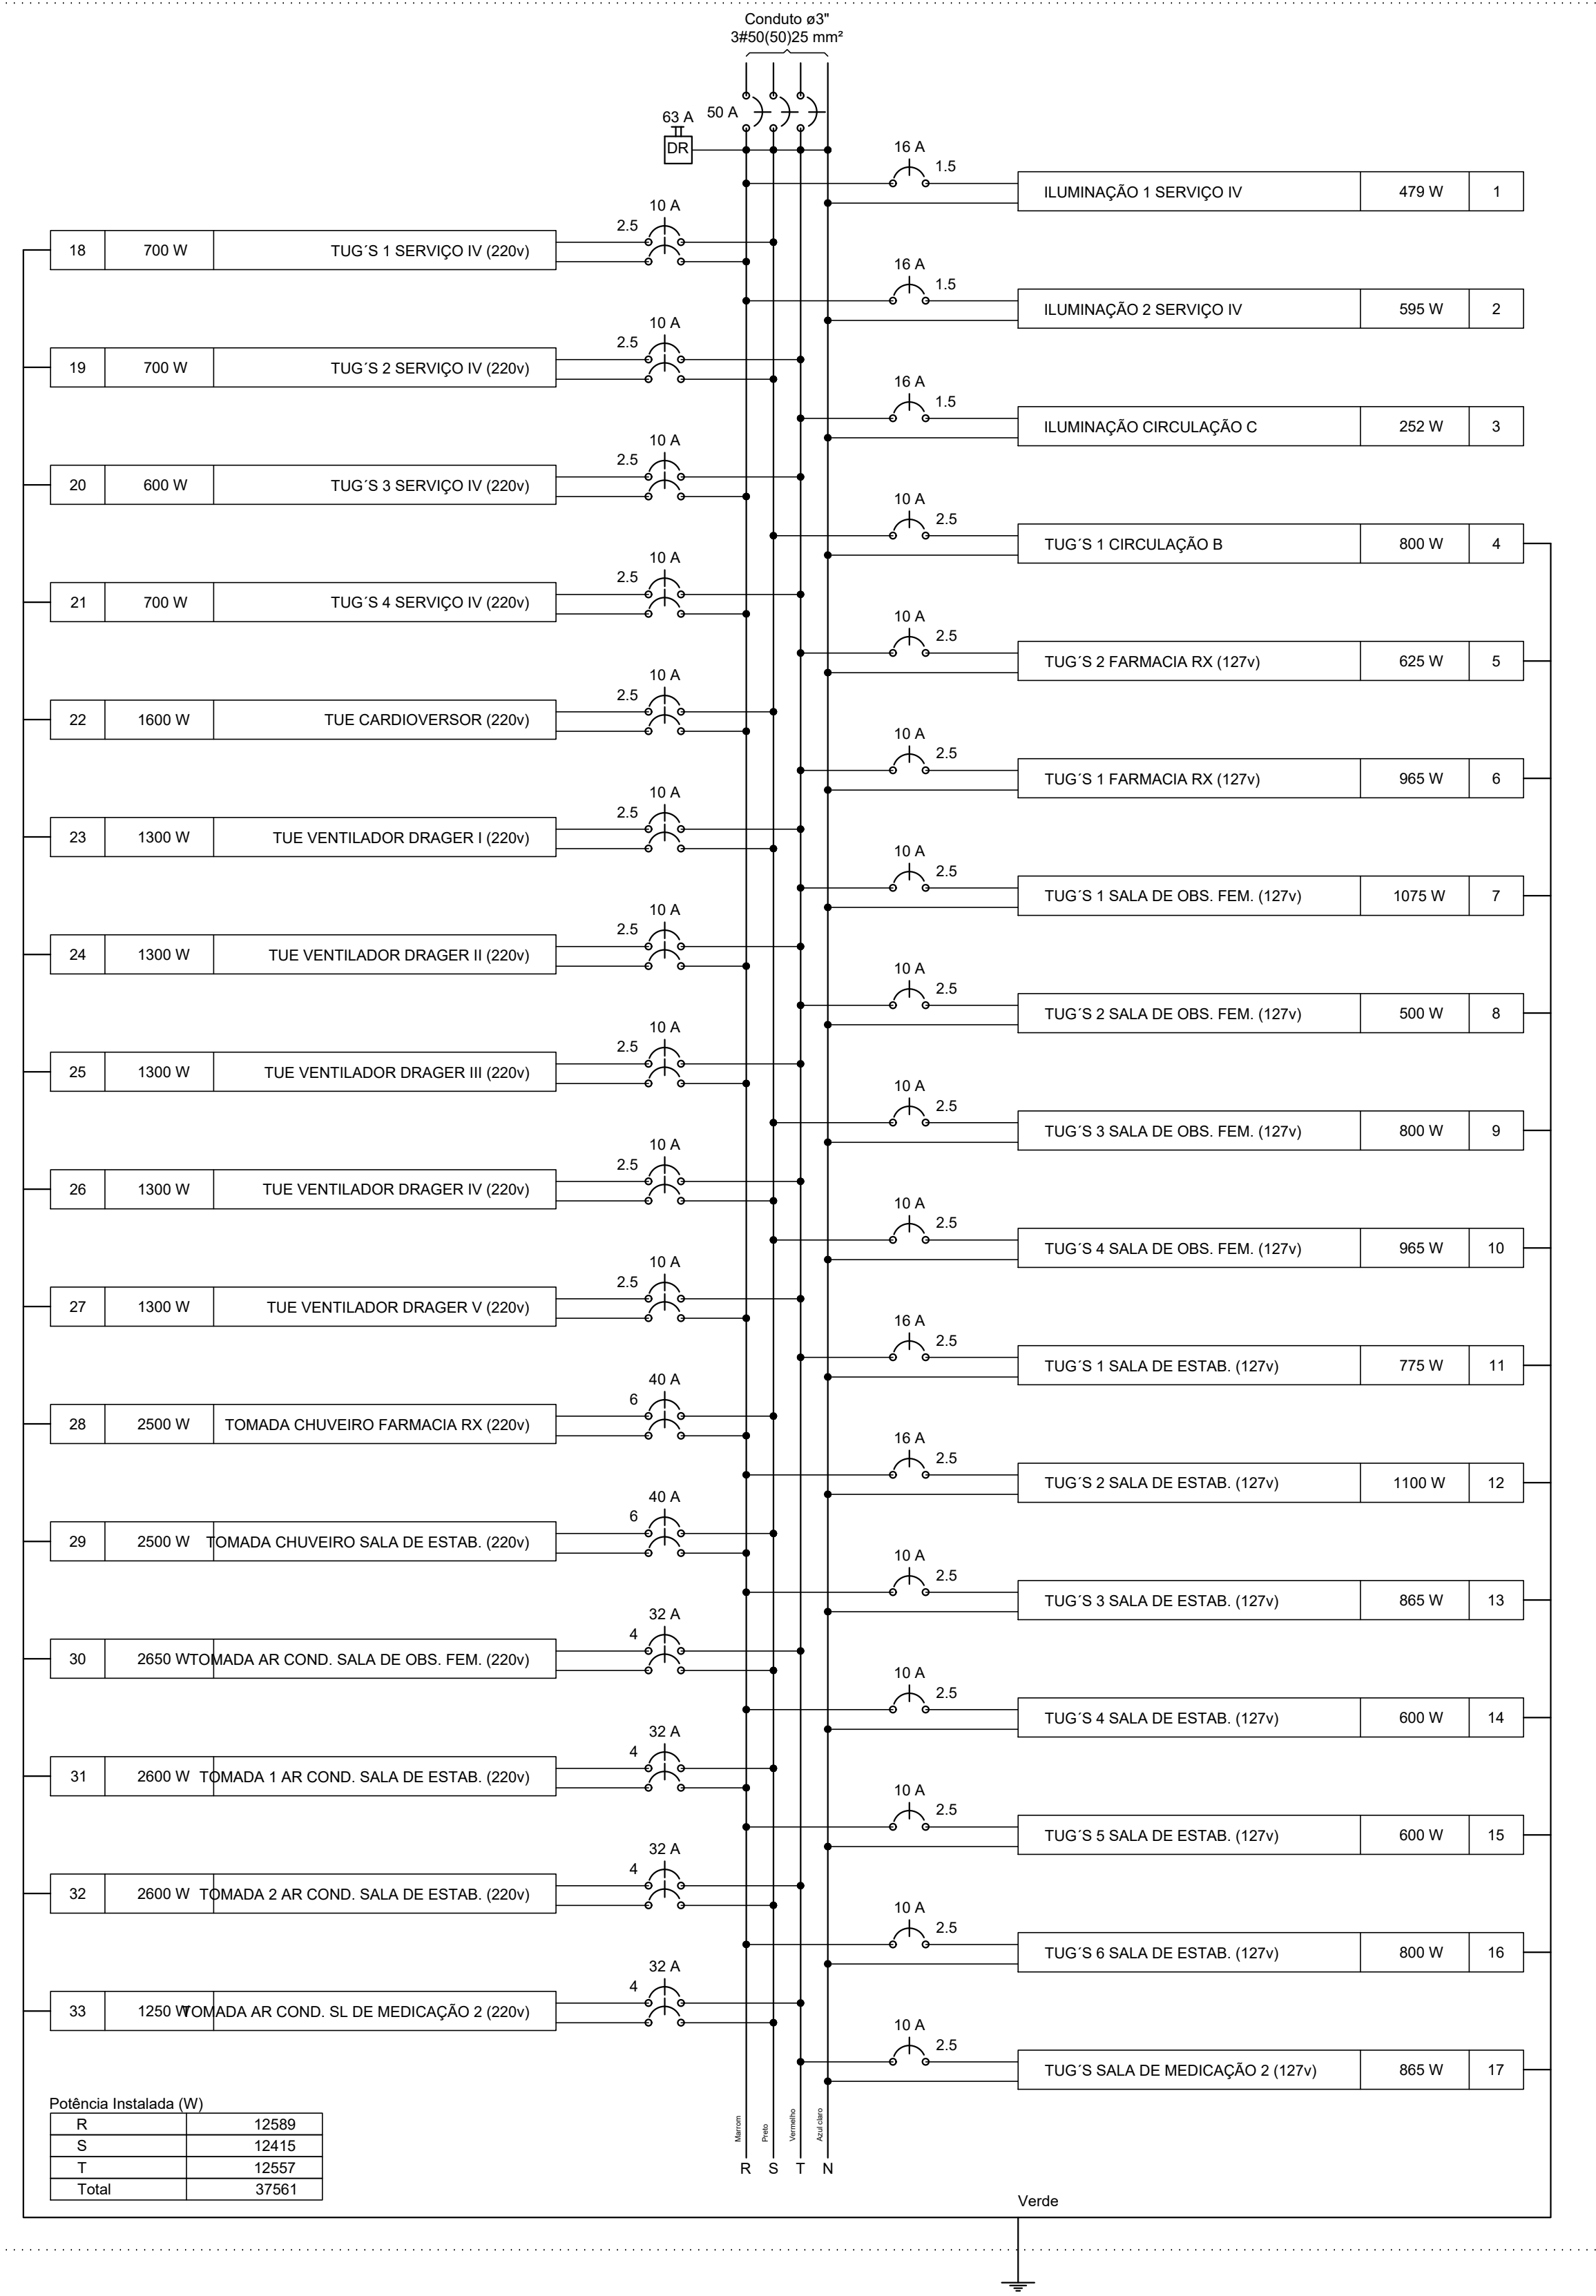 Conduto ø3"
3#50(50)25 mm²
63 A
50 A
DR
16 A
1.5
ILUMINAÇÃO 1 SERVIÇO IV 479 W 1
10 A
2.5
18 700 W TUG´S 1 SERVIÇO IV (220v)
16 A
1.5
ILUMINAÇÃO 2 SERVIÇO IV 595 W 2
10 A
2.5
19 700 W TUG´S 2 SERVIÇO IV (220v)
16 A
1.5
ILUMINAÇÃO CIRCULAÇÃO C 252 W 3
10 A
2.5
20 600 W TUG´S 3 SERVIÇO IV (220v)
10 A
2.5
TUG´S 1 CIRCULAÇÃO B 800 W 4
10 A
2.5
21 700 W TUG´S 4 SERVIÇO IV (220v)
10 A
2.5
TUG´S 2 FARMACIA RX (127v) 625 W 5
10 A
2.5
22 1600 W TUE CARDIOVERSOR (220v)
10 A
2.5
TUG´S 1 FARMACIA RX (127v) 965 W 6
10 A
2.5
23 1300 W TUE VENTILADOR DRAGER I (220v)
10 A
2.5
TUG´S 1 SALA DE OBS. FEM. (127v) 1075 W 7
10 A
2.5
24 1300 W TUE VENTILADOR DRAGER II (220v)
10 A
2.5
TUG´S 2 SALA DE OBS. FEM. (127v) 500 W 8
10 A
2.5
25 1300 W TUE VENTILADOR DRAGER III (220v)
10 A
2.5
TUG´S 3 SALA DE OBS. FEM. (127v) 800 W 9
10 A
2.5
26 1300 W TUE VENTILADOR DRAGER IV (220v)
10 A
2.5
TUG´S 4 SALA DE OBS. FEM. (127v) 965 W 10
10 A
2.5
27 1300 W TUE VENTILADOR DRAGER V (220v)
16 A
2.5
TUG´S 1 SALA DE ESTAB. (127v) 775 W 11
40 A
6
28 2500 W TOMADA CHUVEIRO FARMACIA RX (220v)
16 A
2.5
TUG´S 2 SALA DE ESTAB. (127v) 1100 W 12
40 A
6
29 2500 W TOMADA CHUVEIRO SALA DE ESTAB. (220v)
10 A
2.5
TUG´S 3 SALA DE ESTAB. (127v) 865 W 13
32 A
4
30 2650 W TOMADA AR COND. SALA DE OBS. FEM. (220v)
10 A
2.5
TUG´S 4 SALA DE ESTAB. (127v) 600 W 14
32 A
4
31 2600 W TOMADA 1 AR COND. SALA DE ESTAB. (220v)
10 A
2.5
TUG´S 5 SALA DE ESTAB. (127v) 600 W 15
32 A
4
32 2600 W TOMADA 2 AR COND. SALA DE ESTAB. (220v)
10 A
2.5
TUG´S 6 SALA DE ESTAB. (127v) 800 W 16
32 A
4
33 1250 W TOMADA AR COND. SL DE MEDICAÇÃO 2 (220v)
10 A
2.5
TUG´S SALA DE MEDICAÇÃO 2 (127v) 865 W 17
Potência Instalada (W)
R 12589
S 12415
T 12557
Total 37561
Marrom
Preto
Vermelho
Azul claro
R S T N
Verde